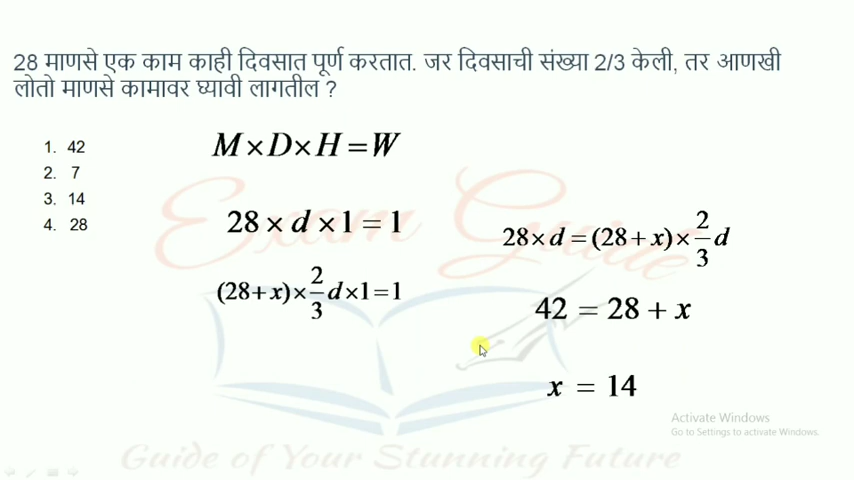 28 माणसे एक काम काही दिवसात पूर्ण करतात. जर दिवसाची संख्या 2/3 केली, तर आणखी
लोतो माणसे कामावर घ्यावी लागतील ?
1. 42
2. 7
3. 14
4. 28
M × D × H = W
28 × d × 1 = 1
(28 + x) × 2/3 d × 1 = 1
28 × d = (28 + x) × 2/3 d
42 = 28 + x
x = 14
Exam Guide
Guide of Your Stunning Future
Activate Windows
Go to Settings to activate Windows.